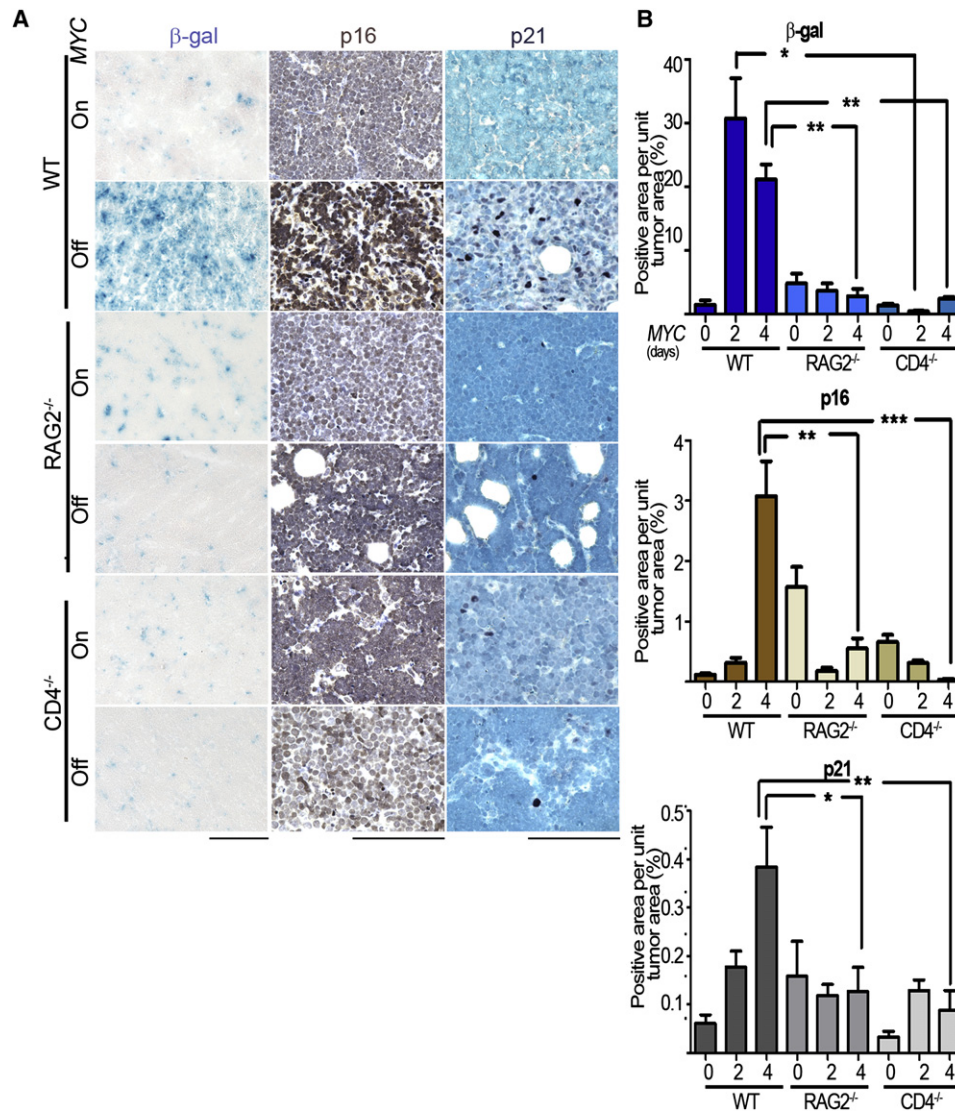 A
MYC
β-gal
p16
p21
WT
On
Off
RAG2-/-
On
Off
CD4-/-
On
Off
B
β-gal
Positive area per unit
tumor area (%)
40
30
20
10
*
**
**
0 2 4 0 2 4 0 2 4
MYC
(days)
WT RAG2-/- CD4-/-
p16
Positive area per unit
tumor area (%)
4
3
2
1
***
**
0 2 4 0 2 4 0 2 4
WT RAG2-/- CD4-/-
p21
Positive area per unit
tumor area (%)
0.5
0.4
0.3
0.2
0.1
**
*
0 2 4 0 2 4 0 2 4
WT RAG2-/- CD4-/-